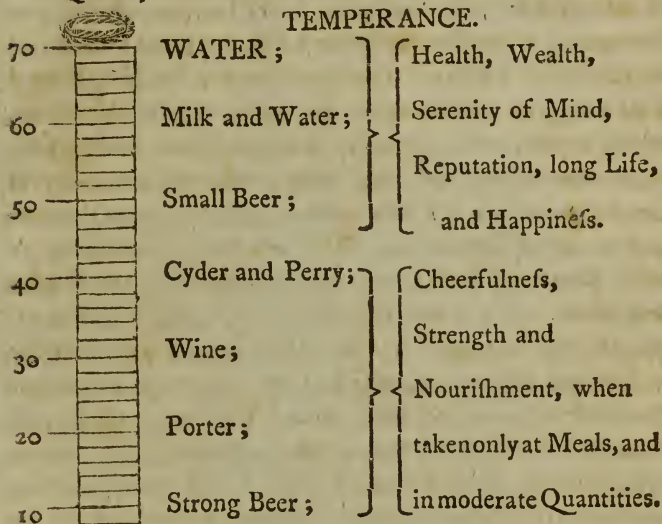 TEMPERANCE.
70 WATER; Health, Wealth,
60 Milk and Water; Serenity of Mind,
Reputation, long Life,
50 Small Beer;
and Happineſs.
40 Cyder and Perry; Cheerfulneſs,
Strength and
30 Wine;
Nouriſhment, when
20 Porter;
taken only at Meals, and
10 Strong Beer; in moderate Quantities.